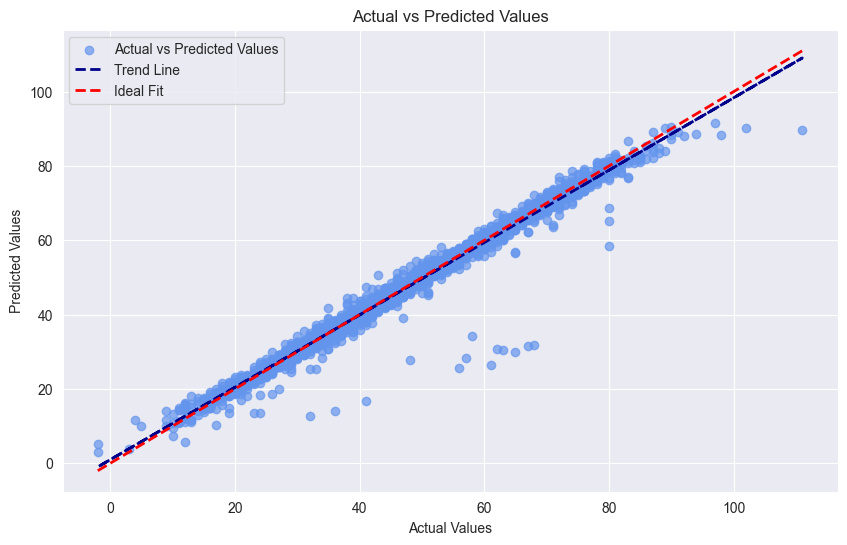 Actual vs Predicted Values
Actual vs Predicted Values
Trend Line
Ideal Fit
100
80
60
40
20
0
Predicted Values
0 20 40 60 80 100
Actual Values